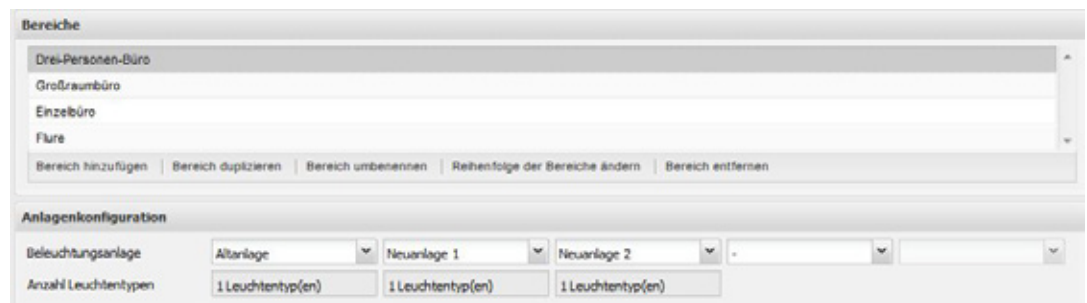 Bereiche
Drei-Personen-Büro
Großraumbüro
Einzelbüro
Flure
Bereich hinzufügen | Bereich duplizieren | Bereich umbenennen | Reihenfolge der Bereiche ändern | Bereich entfernen
Anlagenkonfiguration
Beleuchtungsanlage Altanlage Neuanlage 1 Neuanlage 2 -
Anzahl Leuchtentypen 1 Leuchtentyp(en) 1 Leuchtentyp(en) 1 Leuchtentyp(en)